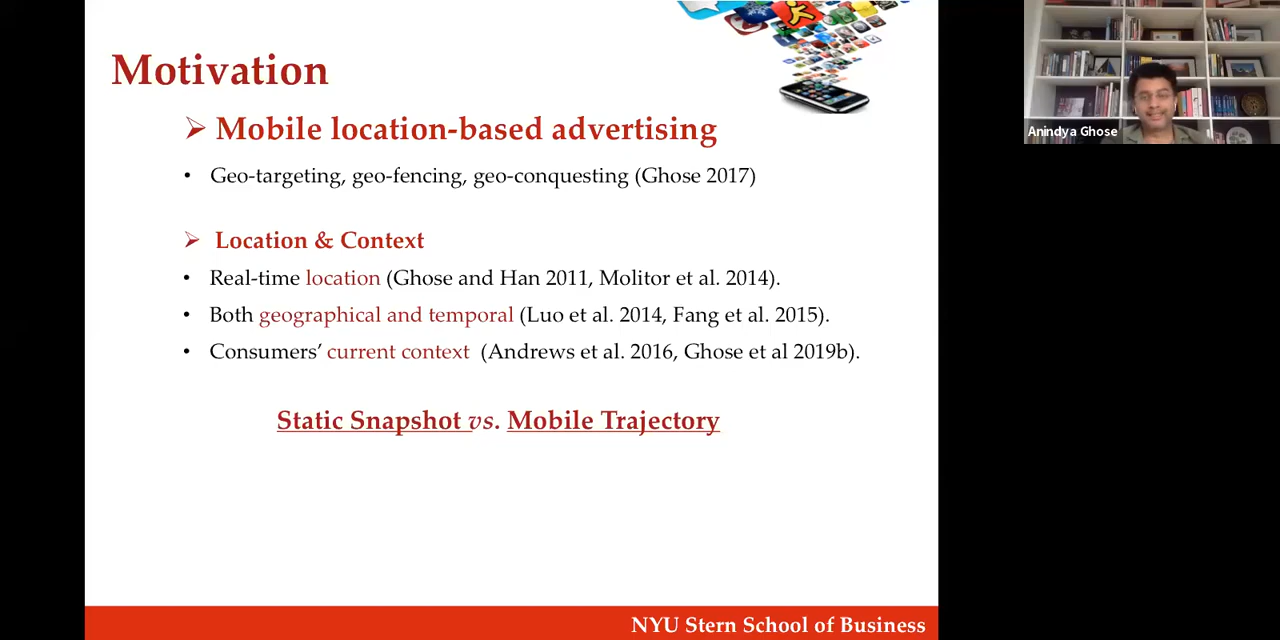 Motivation
➢ Mobile location-based advertising
• Geo-targeting, geo-fencing, geo-conquesting (Ghose 2017)
➢ Location & Context
• Real-time location (Ghose and Han 2011, Molitor et al. 2014).
• Both geographical and temporal (Luo et al. 2014, Fang et al. 2015).
• Consumers’ current context (Andrews et al. 2016, Ghose et al 2019b).
Static Snapshot vs. Mobile Trajectory
NYU Stern School of Business
Anindya Ghose